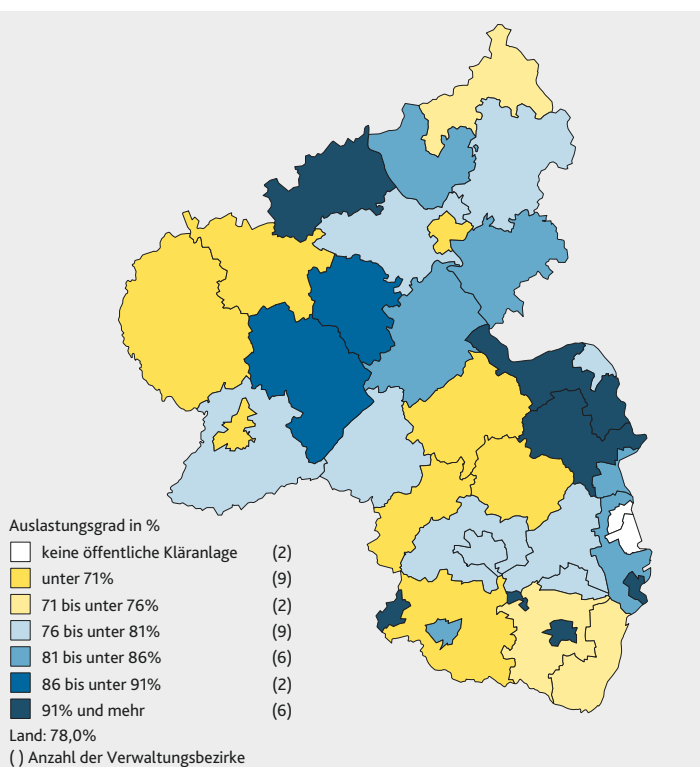 Auslastungsgrad in %
keine öffentliche Kläranlage (2)
unter 71% (9)
71 bis unter 76% (2)
76 bis unter 81% (9)
81 bis unter 86% (6)
86 bis unter 91% (2)
91% und mehr (6)
Land: 78,0%
( ) Anzahl der Verwaltungsbezirke